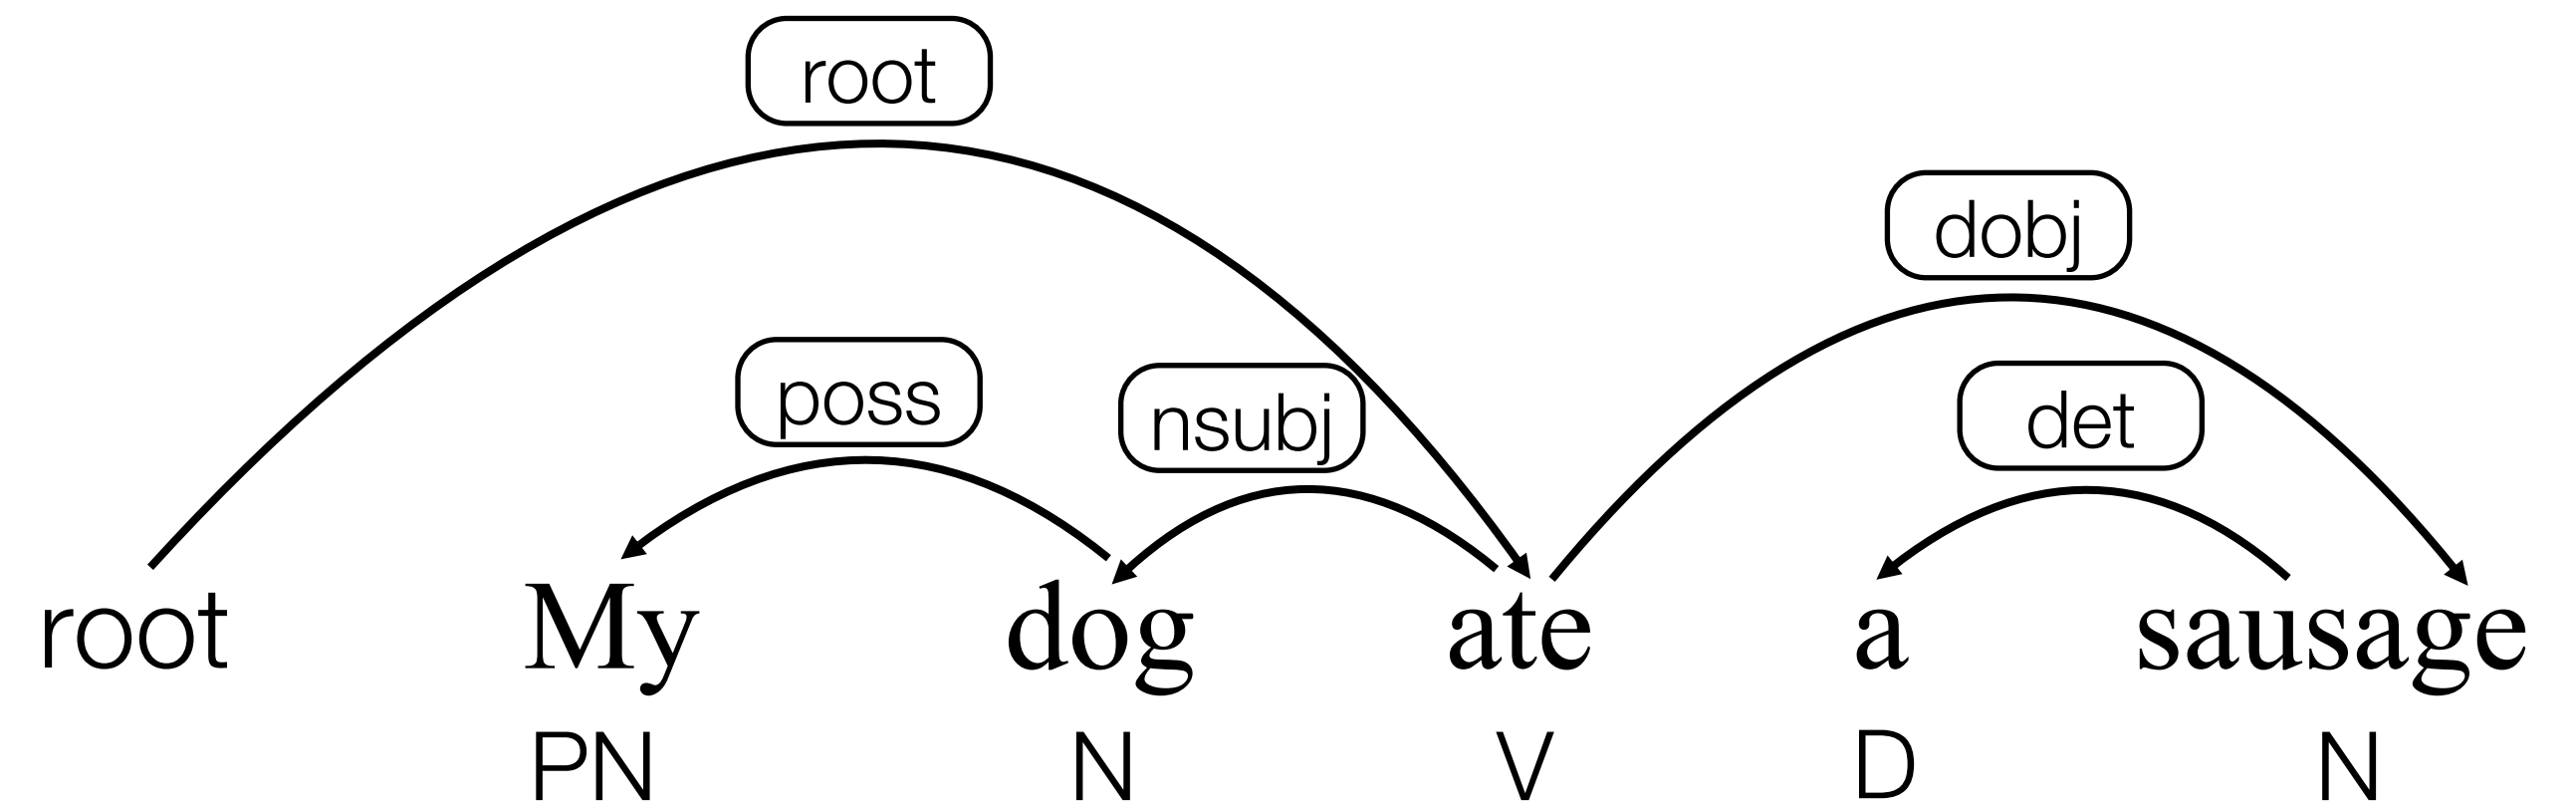 root
dobj
poss nsubj det
root My dog ate a sausage
PN N V D N